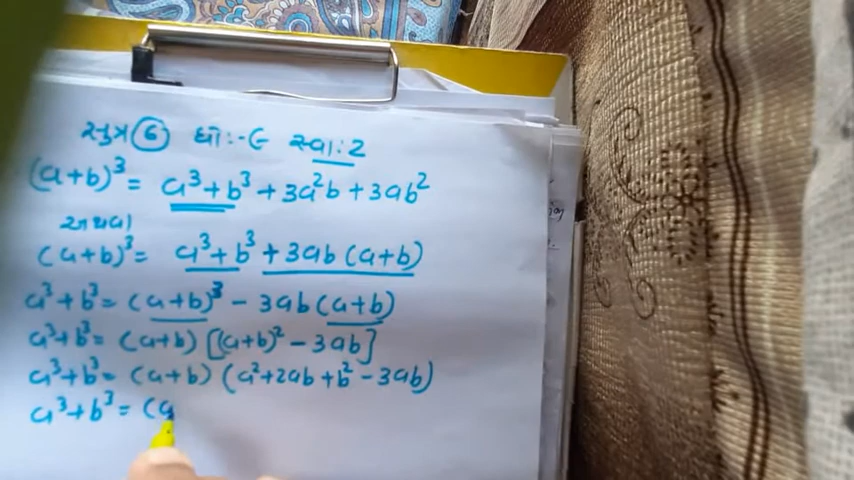 સુત્ર ⑥ ધો:-૯ સ્વા:2
(a+b)³ = a³+b³+3a²b+3ab²
અથવા
(a+b)³= a³+b³+3ab(a+b)
a³+b³=(a+b)³ - 3ab(a+b)
a³+b³= (a+b) [(a+b)² - 3ab]
a³+b³= (a+b) (a²+2ab+b²-3ab)
a³+b³= (a